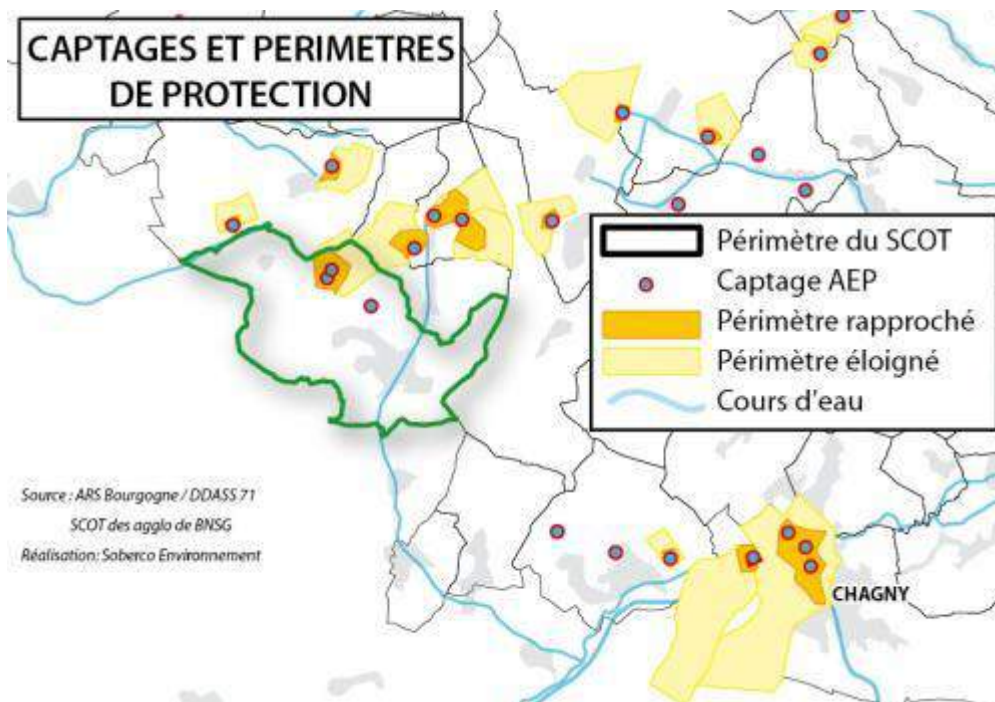 CAPTAGES ET PERIMETRES
DE PROTECTION
Périmètre du SCOT
Captage AEP
Périmètre rapproché
Périmètre éloigné
Cours d'eau
Source : ARS Bourgogne / DDASS 71
SCOT des agglo de BNSG
Réalisation: Soberco Environnement
CHAGNY